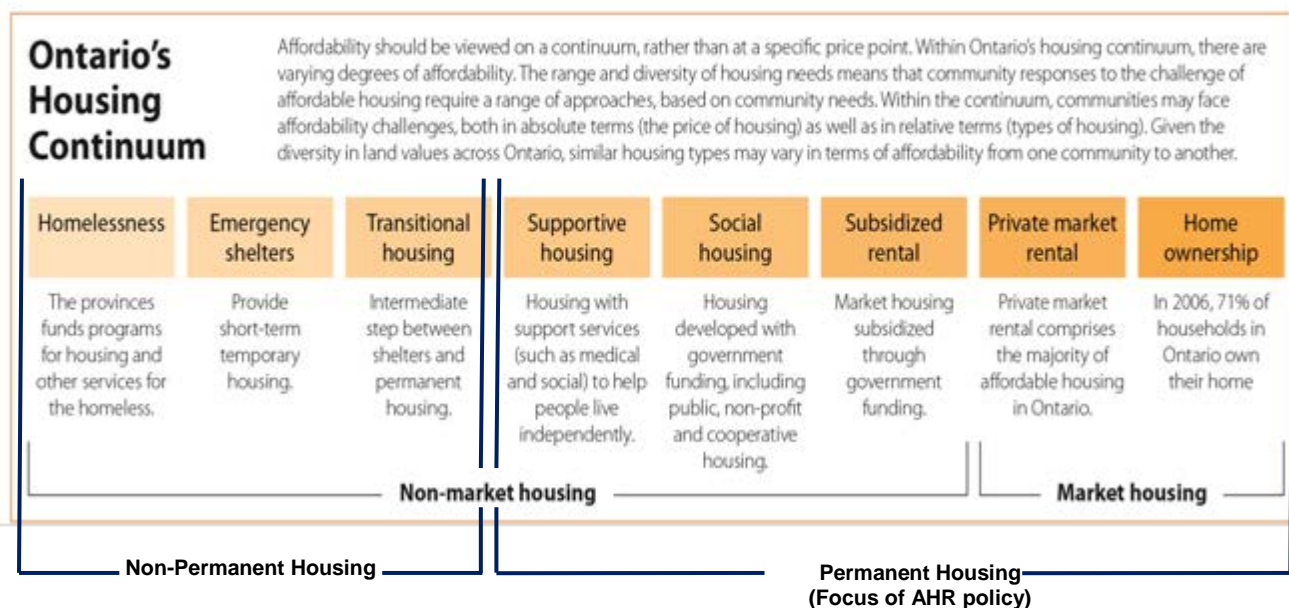 Ontario's
Housing
Continuum
Affordability should be viewed on a continuum, rather than at a specific price point. Within Ontario's housing continuum, there are
varying degrees of affordability. The range and diversity of housing needs means that community responses to the challenge of
affordable housing require a range of approaches, based on community needs. Within the continuum, communities may face
affordability challenges, both in absolute terms (the price of housing) as well as in relative terms (types of housing). Given the
diversity in land values across Ontario, similar housing types may vary in terms of affordability from one community to another.
Homelessness
The provinces
funds programs
for housing and
other services for
the homeless.
Emergency
shelters
Provide
short-term
temporary
housing.
Transitional
housing
Intermediate
step between
shelters and
permanent
housing.
Supportive
housing
Housing with
support services
(such as medical
and social) to help
people live
independently.
Social
housing
Housing
developed with
government
funding, including
public, non-profit
and cooperative
housing.
Subsidized
rental
Market housing
subsidized
through
government
funding.
Private market
rental
Private market
rental comprises
the majority of
affordable housing
in Ontario.
Home
ownership
In 2006, 71% of
households in
Ontario own
their home
Non-market housing
Market housing
Non-Permanent Housing
Permanent Housing
(Focus of AHR policy)